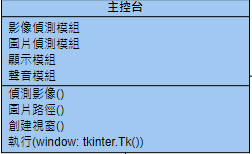 主控台
影像偵測模組
圖片偵測模組
顯示模組
聲音模組
偵測影像()
圖片路徑()
創建視窗()
執行(window: tkinter.Tk())